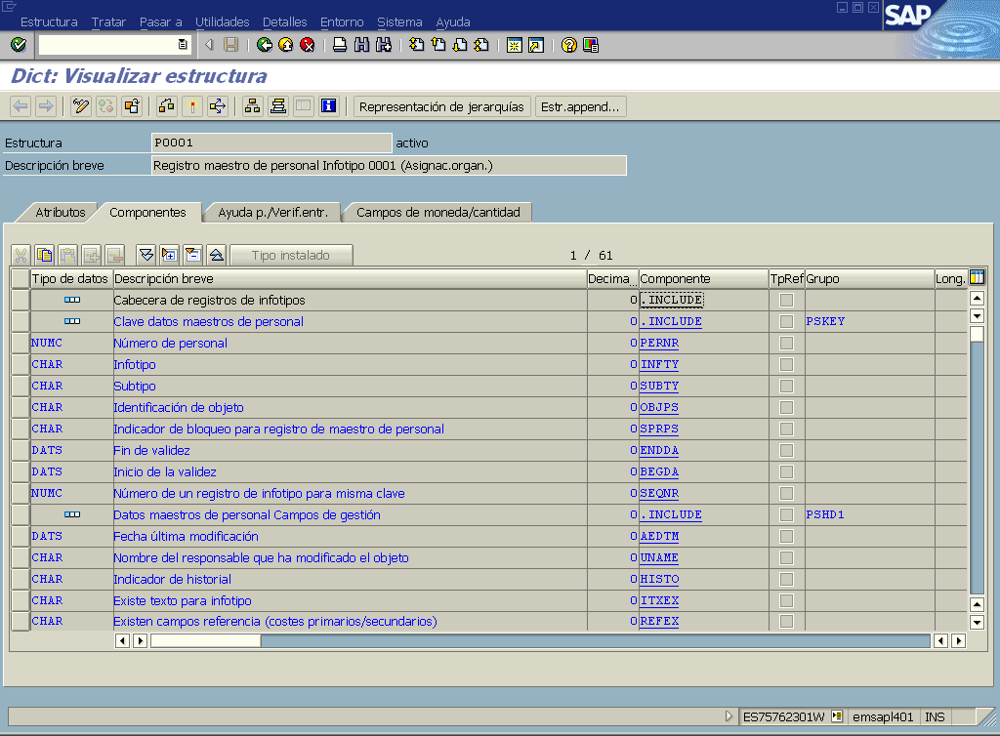 Estructura Tratar Pasar a Utilidades Detalles Entorno Sistema Ayuda
SAP
Dict: Visualizar estructura
Representación de jerarquías Estr.append...
Estructura P0001 activo
Descripción breve Registro maestro de personal Infotipo 0001 (Asignac.organ.)
Atributos Componentes Ayuda p./Verif.entr. Campos de moneda/cantidad
Tipo instalado 1 / 61
Tipo de datos Descripción breve Decima... Componente TpRef Grupo Long.
Cabecera de registros de infotipos 0 .INCLUDE
Clave datos maestros de personal 0 .INCLUDE PSKEY
NUMC Número de personal 0 PERNR
CHAR Infotipo 0 INFTY
CHAR Subtipo 0 SUBTY
CHAR Identificación de objeto 0 OBJPS
CHAR Indicador de bloqueo para registro de maestro de personal 0 SPRPS
DATS Fin de validez 0 ENDDA
DATS Inicio de la validez 0 BEGDA
NUMC Número de un registro de infotipo para misma clave 0 SEQNR
Datos maestros de personal Campos de gestión 0 .INCLUDE PSHD1
DATS Fecha última modificación 0 AEDTM
CHAR Nombre del responsable que ha modificado el objeto 0 UNAME
CHAR Indicador de historial 0 HISTO
CHAR Existe texto para infotipo 0 ITXEX
CHAR Existen campos referencia (costes primarios/secundarios) 0 REFEX
ES75762301W emsapl401 INS